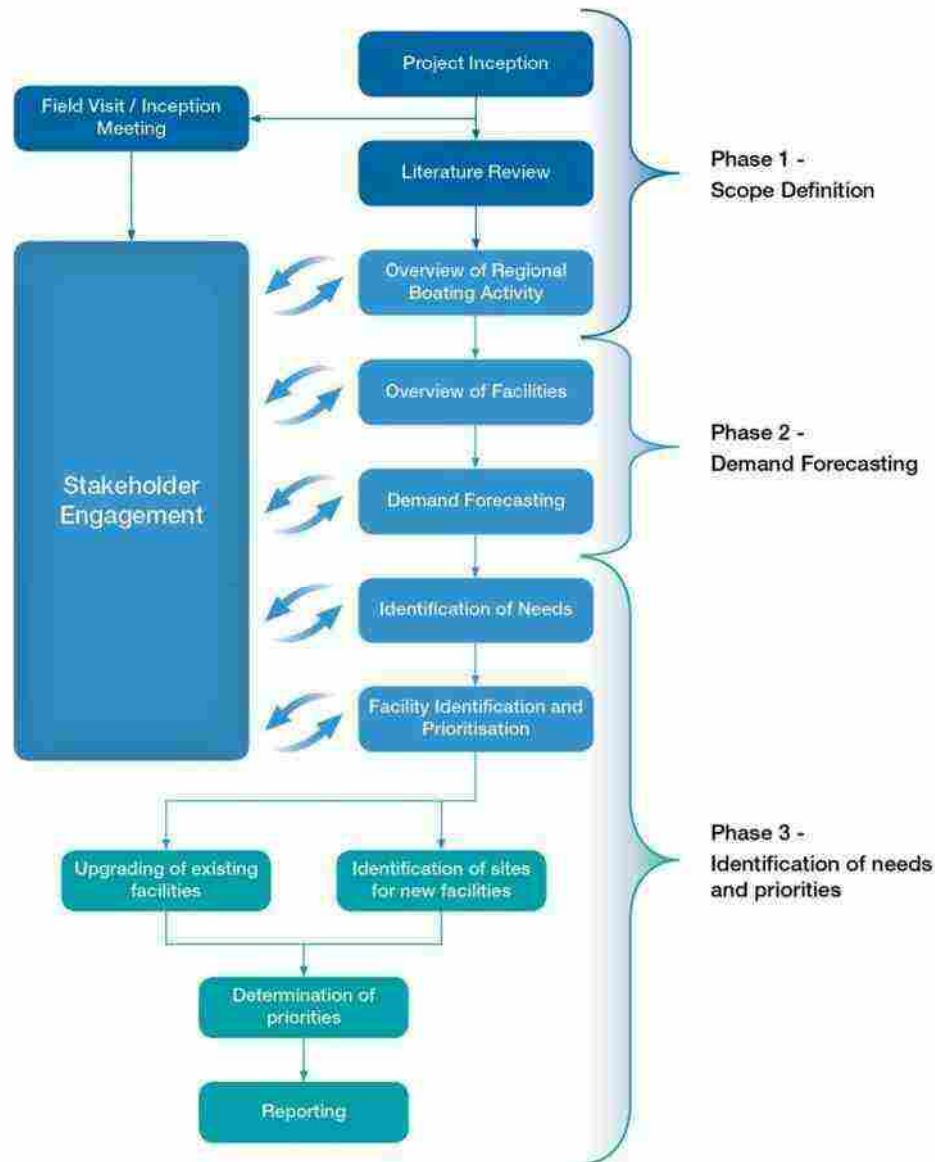 Project Inception
Field Visit / Inception
Meeting
Literature Review
Phase 1 -
Scope Definition
Overview of Regional
Boating Activity
Overview of Facilities
Phase 2 -
Demand Forecasting
Stakeholder
Engagement
Demand Forecasting
Identification of Needs
Facility Identification and
Prioritisation
Phase 3 -
Identification of needs
and priorities
Upgrading of existing
facilities
Identification of sites
for new facilities
Determination of
priorities
Reporting